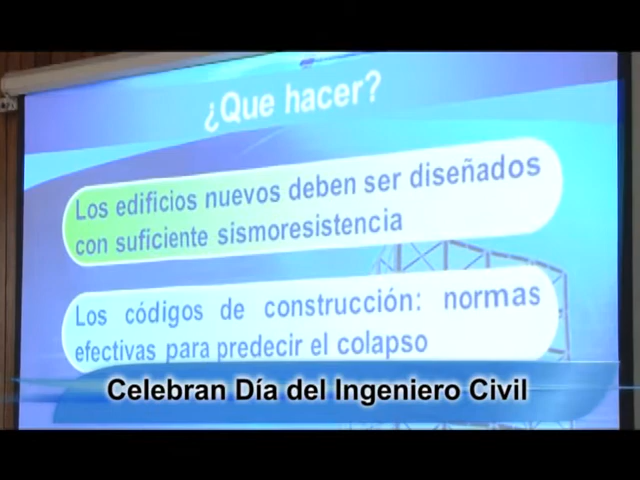 ¿Que hacer?
Los edificios nuevos deben ser diseñados
con suficiente sismoresistencia
Los códigos de construcción: normas
efectivas para predecir el colapso
Celebran Día del Ingeniero Civil